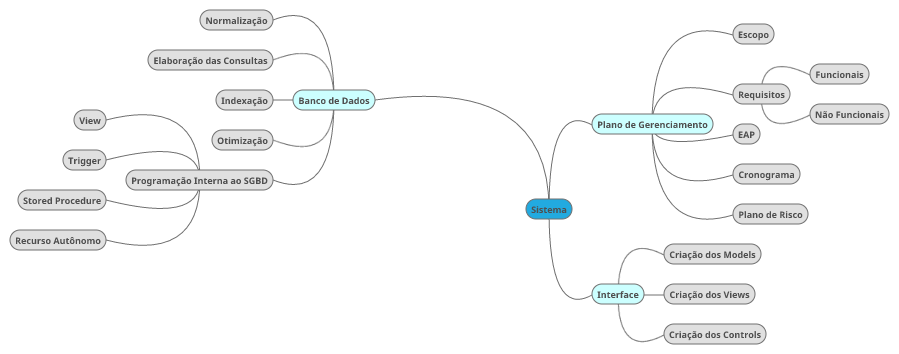 Normalização
Elaboração das Consultas
Indexação
Banco de Dados
Otimização
View
Trigger
Programação Interna ao SGBD
Stored Procedure
Recurso Autônomo
Sistema
Plano de Gerenciamento
Escopo
Requisitos
Funcionais
Não Funcionais
EAP
Cronograma
Plano de Risco
Interface
Criação dos Models
Criação dos Views
Criação dos Controls